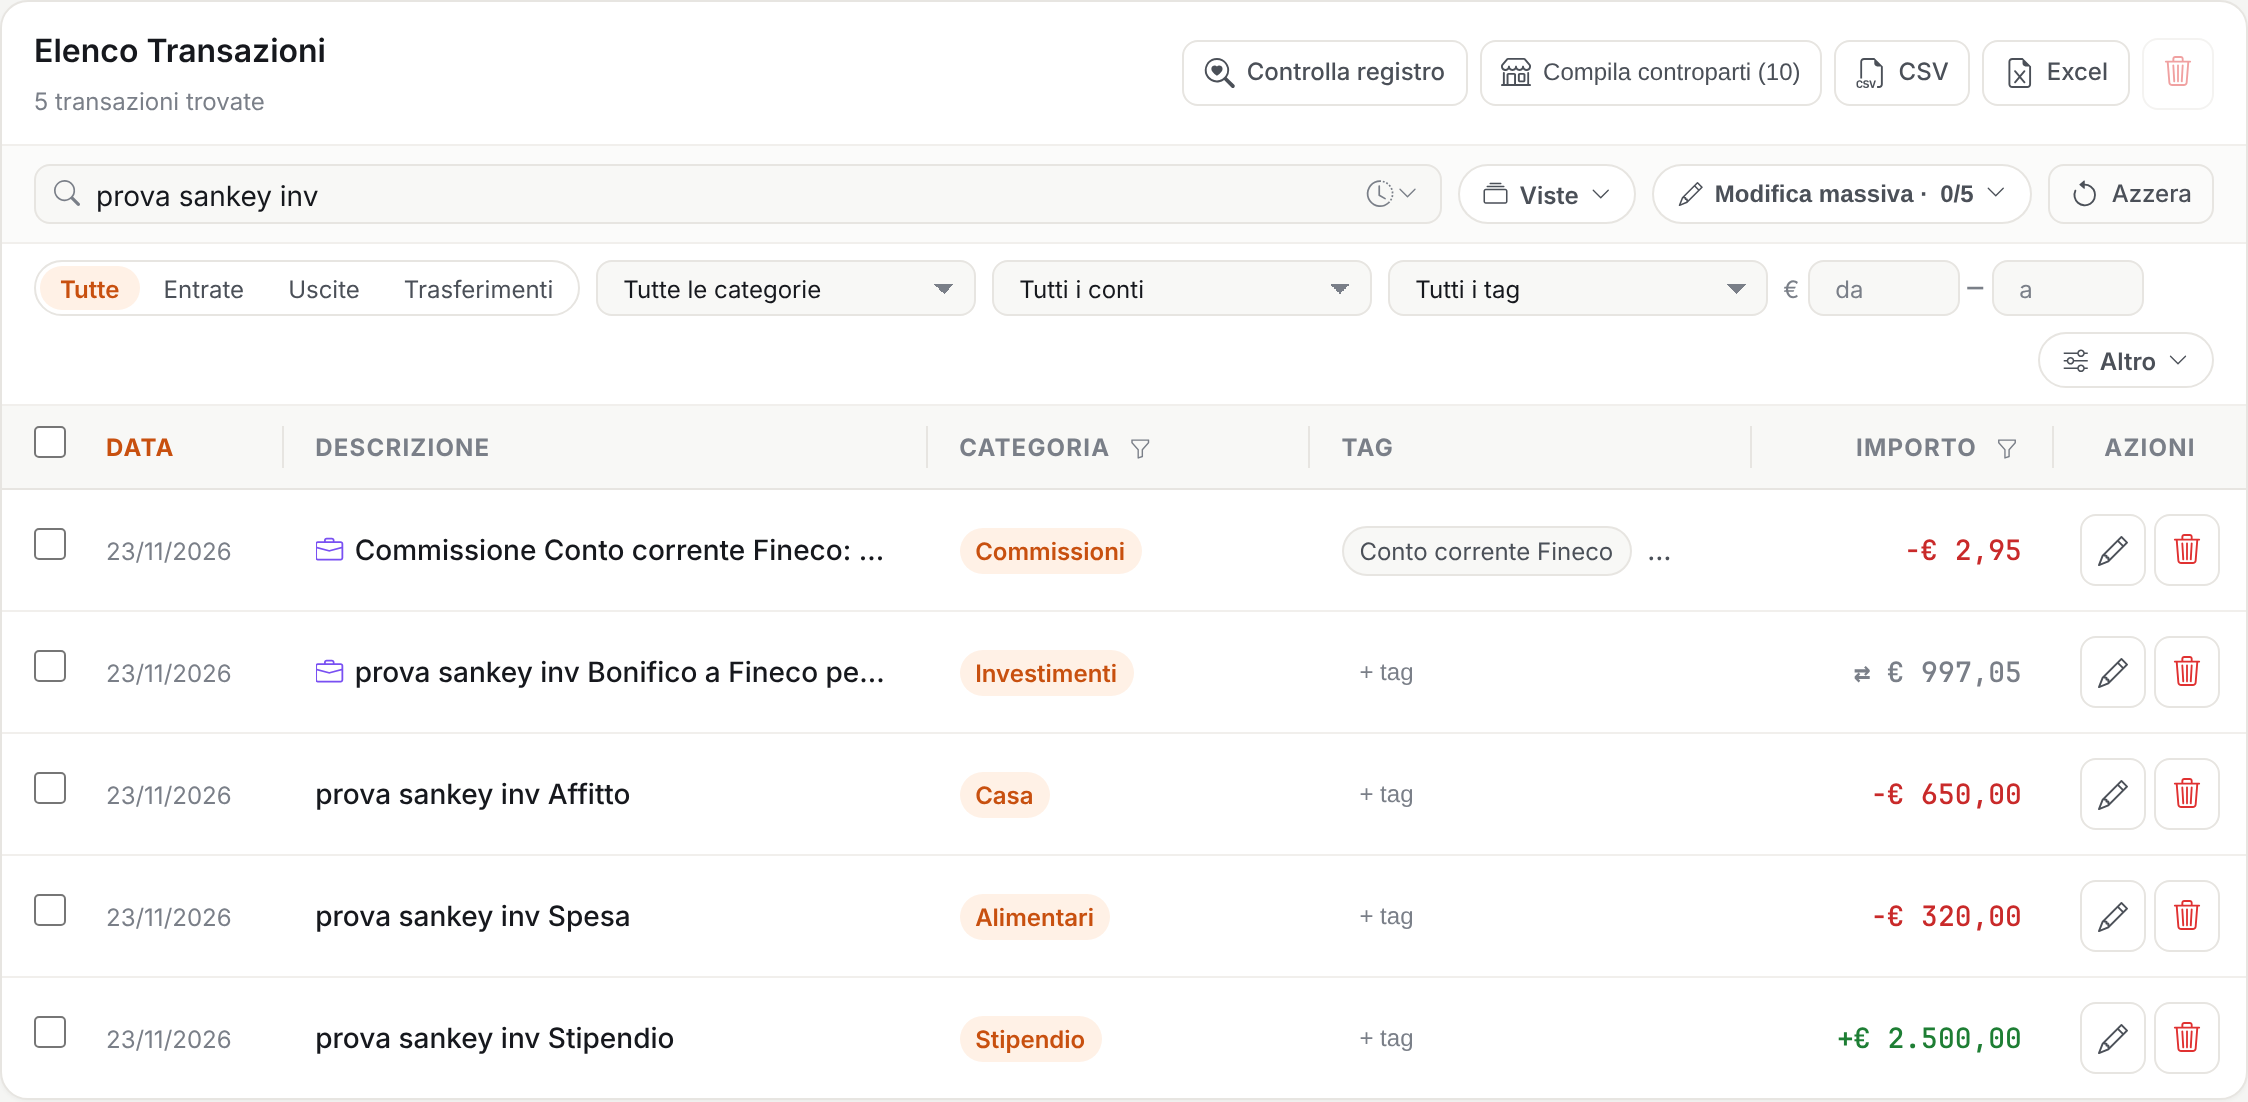 Elenco Transazioni
5 transazioni trovate
Controlla registro
Compila controparti (10)
CSV
CSV
Excel
prova sankey inv
Viste
Modifica massiva · 0/5
Azzera
Tutte Entrate Uscite Trasferimenti
Tutte le categorie
Tutti i conti
Tutti i tag
€ da – a
Altro
DATA DESCRIZIONE CATEGORIA TAG IMPORTO AZIONI
23/11/2026 Commissione Conto corrente Fineco: ... Commissioni Conto corrente Fineco ... -€ 2,95
23/11/2026 prova sankey inv Bonifico a Fineco pe... Investimenti + tag ⇄ € 997,05
23/11/2026 prova sankey inv Affitto Casa + tag -€ 650,00
23/11/2026 prova sankey inv Spesa Alimentari + tag -€ 320,00
23/11/2026 prova sankey inv Stipendio Stipendio + tag +€ 2.500,00